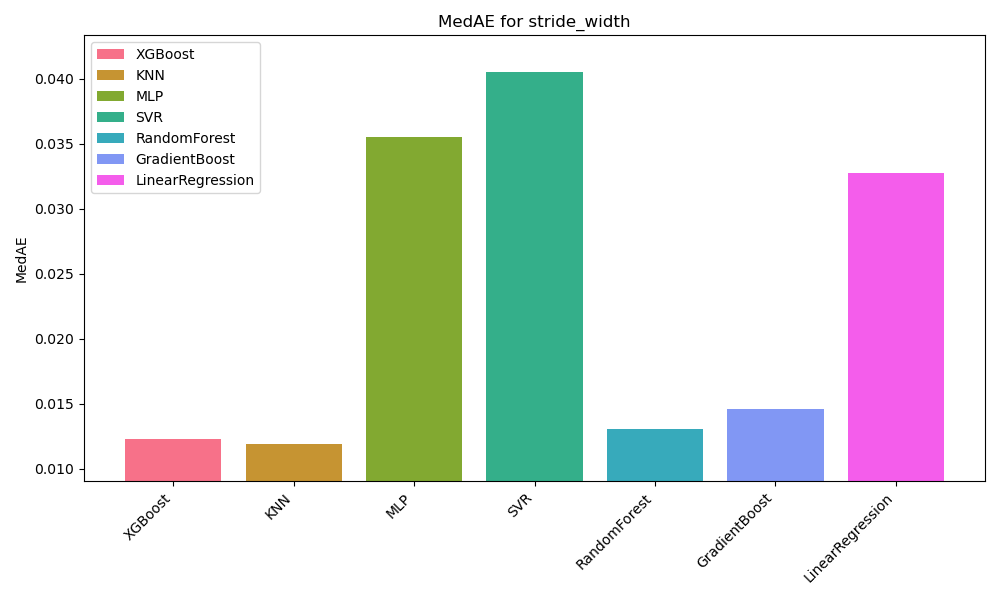 MedAE for stride_width
XGBoost
KNN
MLP
SVR
RandomForest
GradientBoost
LinearRegression
MedAE
0.040
0.035
0.030
0.025
0.020
0.015
0.010
XGBoost
KNN
MLP
SVR
RandomForest
GradientBoost
LinearRegression